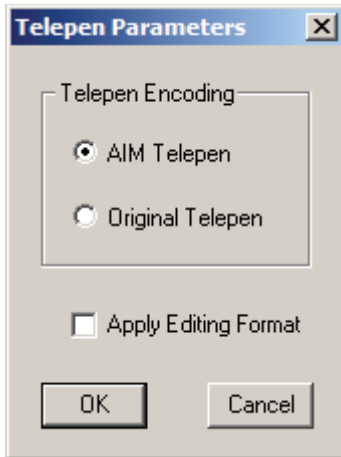 Telepen Parameters
Telepen Encoding
AIM Telepen
Original Telepen
Apply Editing Format
OK
Cancel